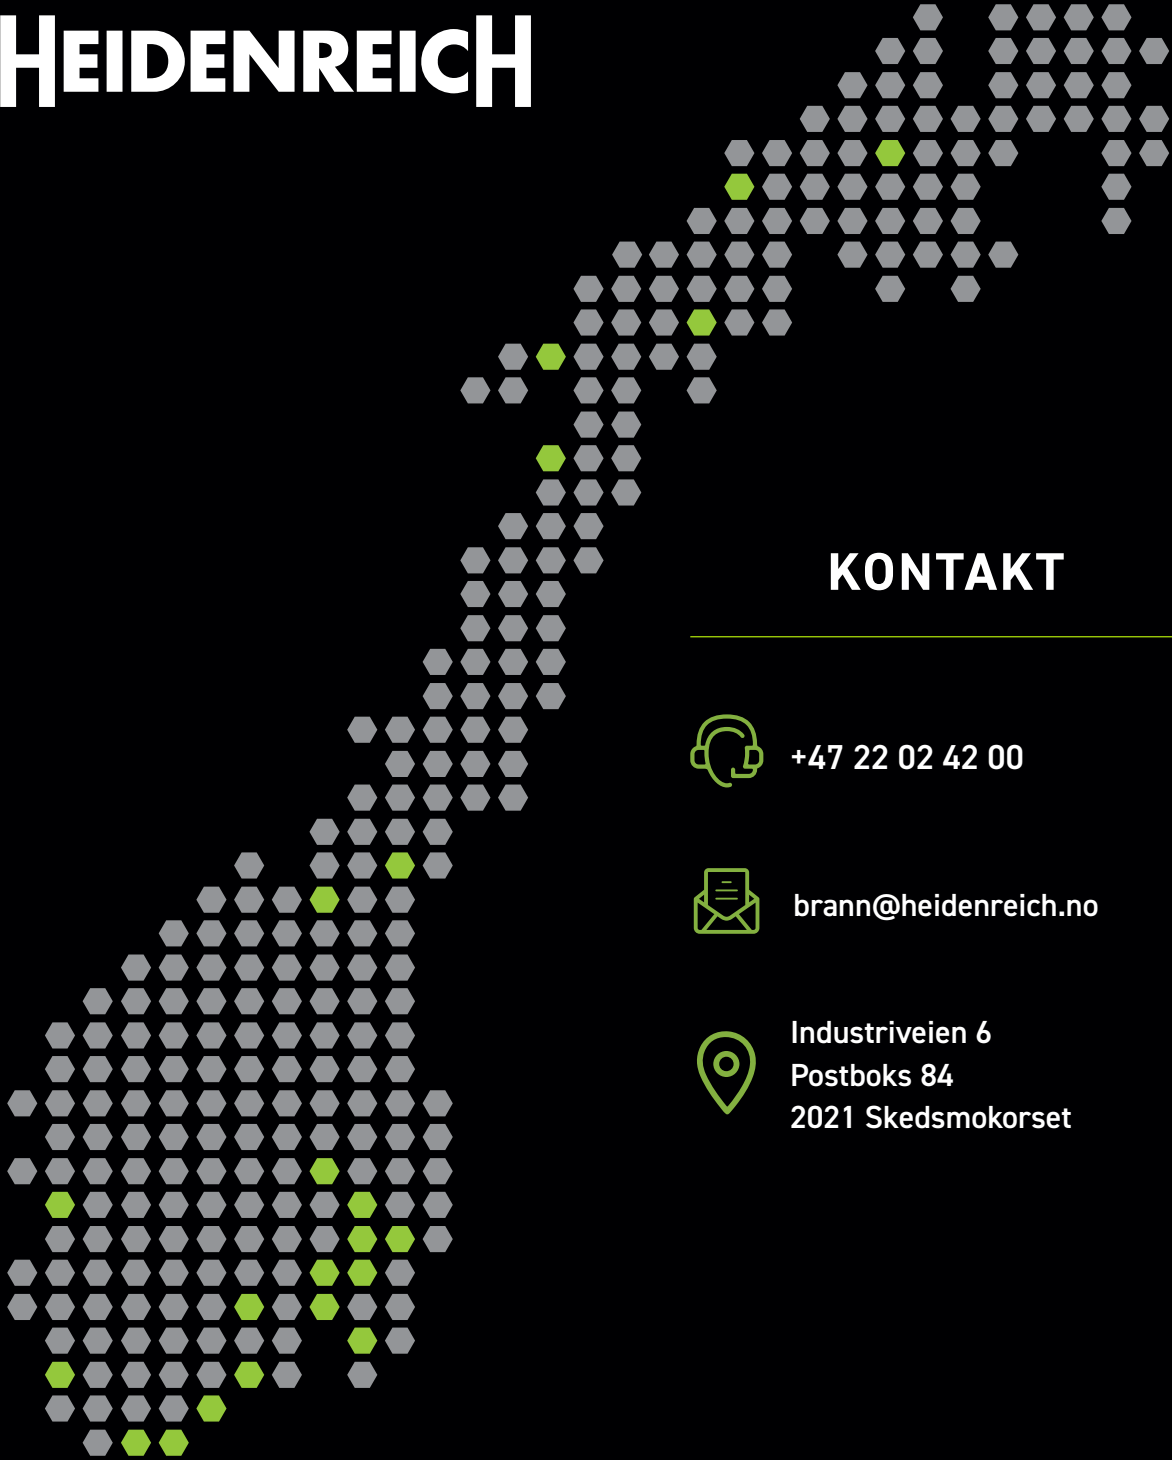 HEIDENREICH
KONTAKT
+47 22 02 42 00
brann@heidenreich.no
Industriveien 6
Postboks 84
2021 Skedsmokorset